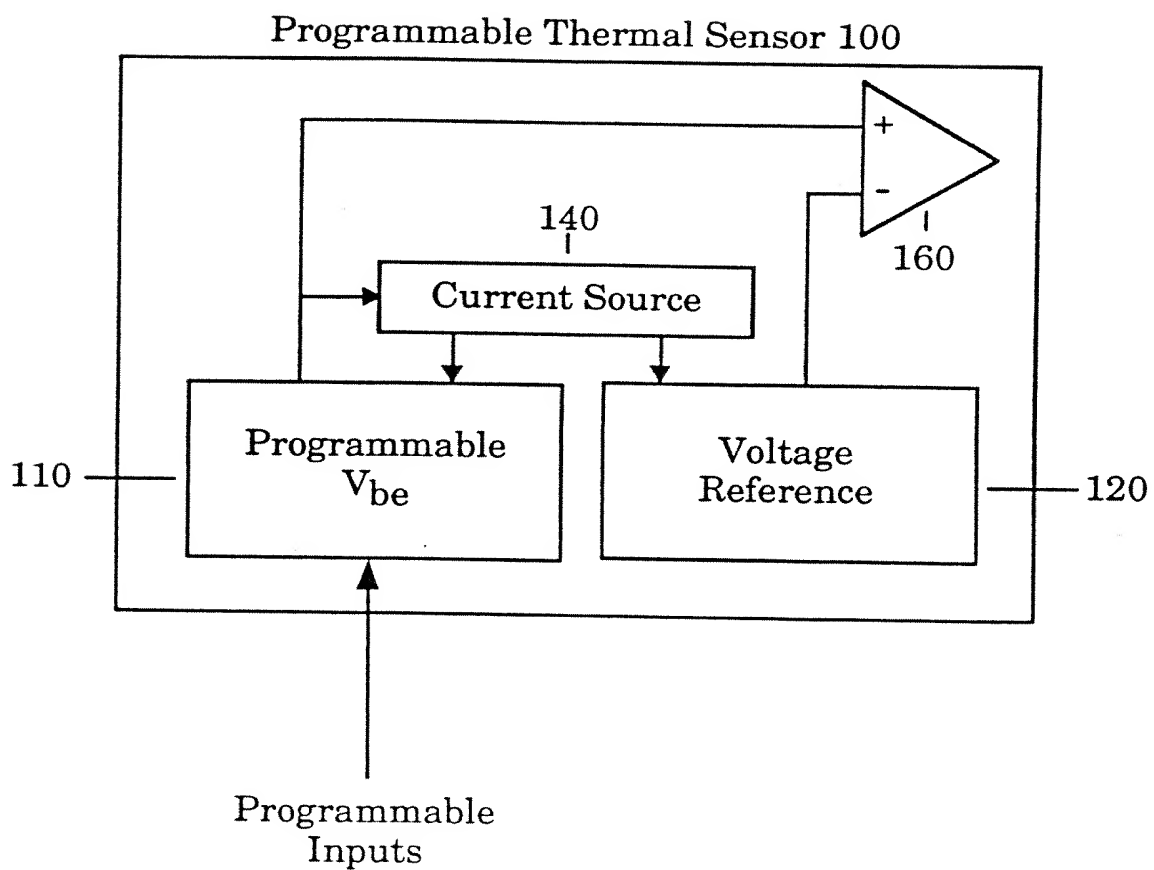 Programmable Thermal Sensor 100
+
-
140
160
Current Source
Programmable
Vbe
Voltage
Reference
110
120
Programmable
Inputs